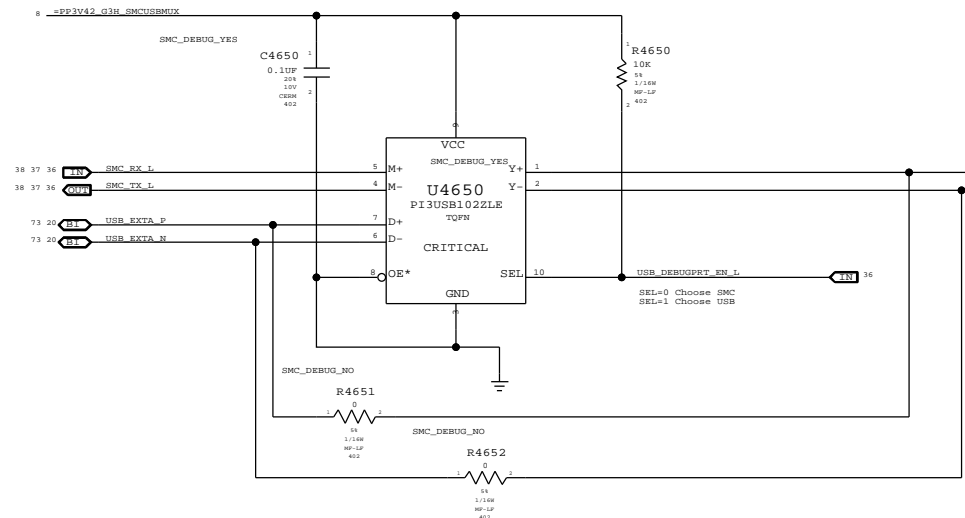 8 =PP3V42_G3H_SMCUSBMUX
SMC_DEBUG_YES
C4650 1
0.1UF
20%
10V 2
CERM
402
1
R4650
10K
5%
1/16W
MF-LF
2 402
9
VCC
SMC_DEBUG_YES
38 37 36 IN SMC_RX_L 5 M+ Y+ 1
38 37 36 OUT SMC_TX_L 4 M- Y- 2
U4650
PI3USB102ZLE
TQFN
73 20 BI USB_EXTA_P 7 D+
73 20 BI USB_EXTA_N 6 D-
CRITICAL
8 OE* SEL 10 USB_DEBUGPRT_EN_L IN 36
SEL=0 Choose SMC
SEL=1 Choose USB
GND
3
SMC_DEBUG_NO
R4651
0
1 2
5%
1/16W
MF-LF
402
SMC_DEBUG_NO
R4652
0
1 2
5%
1/16W
MF-LF
402